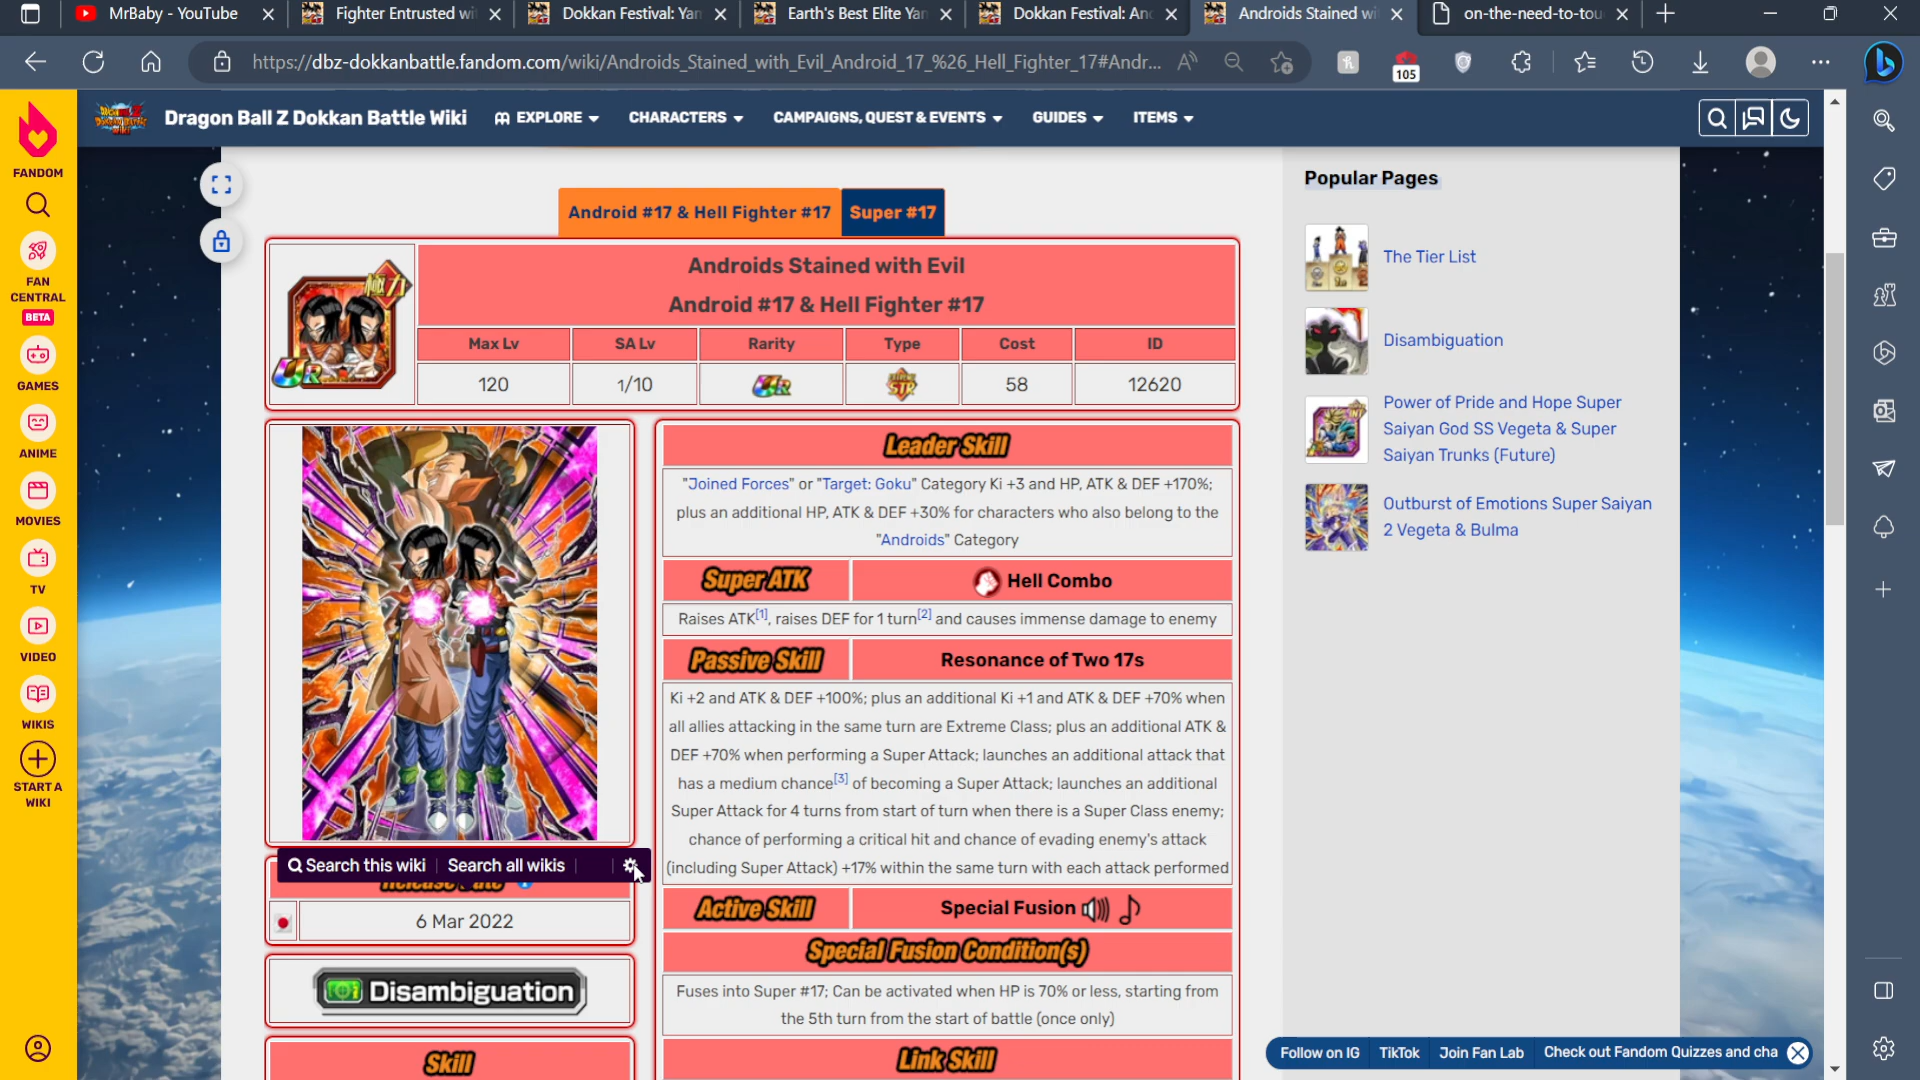 MrBaby - YouTube
Fighter Entrusted wi
Dokkan Festival: Yan
Earth's Best Elite Yan
Dokkan Festival: And
Androids Stained wi
on-the-need-to-tou
https://dbz-dokkanbattle.fandom.com/wiki/Androids_Stained_with_Evil_Android_17_%26_Hell_Fighter_17#Andr...
105
FANDOM
FAN CENTRAL
BETA
GAMES
ANIME
MOVIES
TV
VIDEO
WIKIS
START A WIKI
Dragon Ball Z Dokkan Battle Wiki
EXPLORE
CHARACTERS
CAMPAIGNS, QUEST & EVENTS
GUIDES
ITEMS
Android #17 & Hell Fighter #17
Super #17
Androids Stained with Evil
Android #17 & Hell Fighter #17
Max Lv
SA Lv
Rarity
Type
Cost
ID
120
1/10
UR
STR
58
12620
UR
Leader Skill
"Joined Forces" or "Target: Goku" Category Ki +3 and HP, ATK & DEF +170%;
plus an additional HP, ATK & DEF +30% for characters who also belong to the
"Androids" Category
Super ATK
Hell Combo
Raises ATK[1], raises DEF for 1 turn[2] and causes immense damage to enemy
Passive Skill
Resonance of Two 17s
Ki +2 and ATK & DEF +100%; plus an additional Ki +1 and ATK & DEF +70% when
all allies attacking in the same turn are Extreme Class; plus an additional ATK &
DEF +70% when performing a Super Attack; launches an additional attack that
has a medium chance[3] of becoming a Super Attack; launches an additional
Super Attack for 4 turns from start of turn when there is a Super Class enemy;
chance of performing a critical hit and chance of evading enemy's attack
(including Super Attack) +17% within the same turn with each attack performed
Active Skill
Special Fusion
Special Fusion Condition(s)
Fuses into Super #17; Can be activated when HP is 70% or less, starting from
the 5th turn from the start of battle (once only)
Link Skill
Search this wiki
Search all wikis
Release Date
6 Mar 2022
Disambiguation
Skill
Popular Pages
The Tier List
Disambiguation
Power of Pride and Hope Super
Saiyan God SS Vegeta & Super
Saiyan Trunks (Future)
Outburst of Emotions Super Saiyan
2 Vegeta & Bulma
Follow on IG
TikTok
Join Fan Lab
Check out Fandom Quizzes and cha